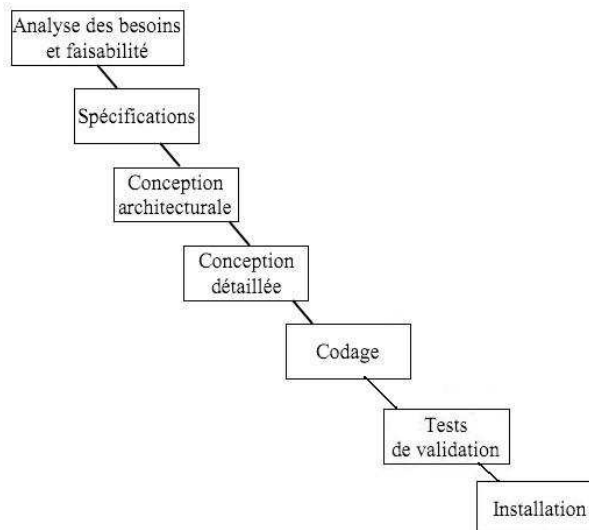 Analyse des besoins
et faisabilité
Spécifications
Conception
architecturale
Conception
détaillée
Codage
Tests
de validation
Installation